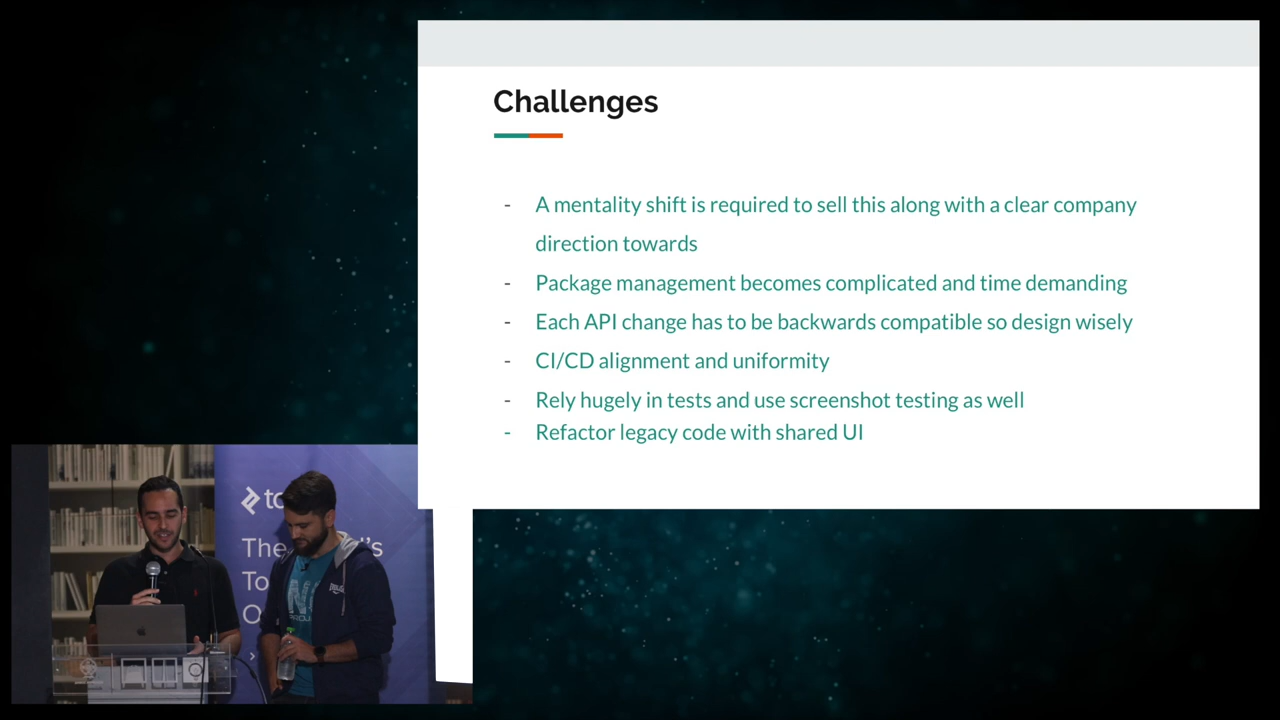 Challenges
- A mentality shift is required to sell this along with a clear company
direction towards
- Package management becomes complicated and time demanding
- Each API change has to be backwards compatible so design wisely
- CI/CD alignment and uniformity
- Rely hugely in tests and use screenshot testing as well
- Refactor legacy code with shared UI
The
To